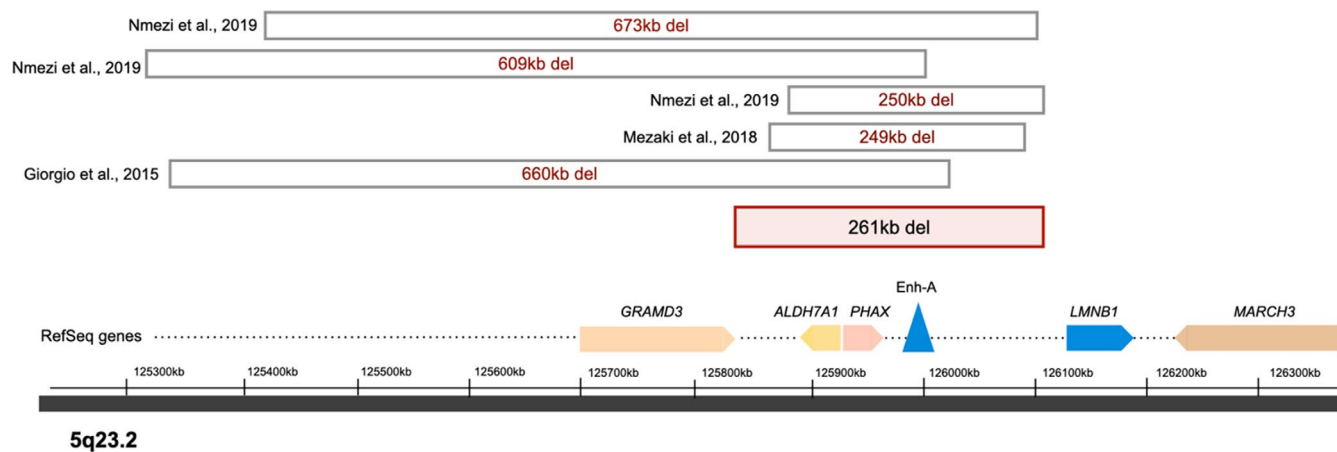 Nmezi et al., 2019 673kb del
Nmezi et al., 2019 609kb del
Nmezi et al., 2019 250kb del
Mezaki et al., 2018 249kb del
Giorgio et al., 2015 660kb del
261kb del
Enh-A
GRAMD3 ALDH7A1 PHAX LMNB1 MARCH3
RefSeq genes
125300kb 125400kb 125500kb 125600kb 125700kb 125800kb 125900kb 126000kb 126100kb 126200kb 126300kb
5q23.2